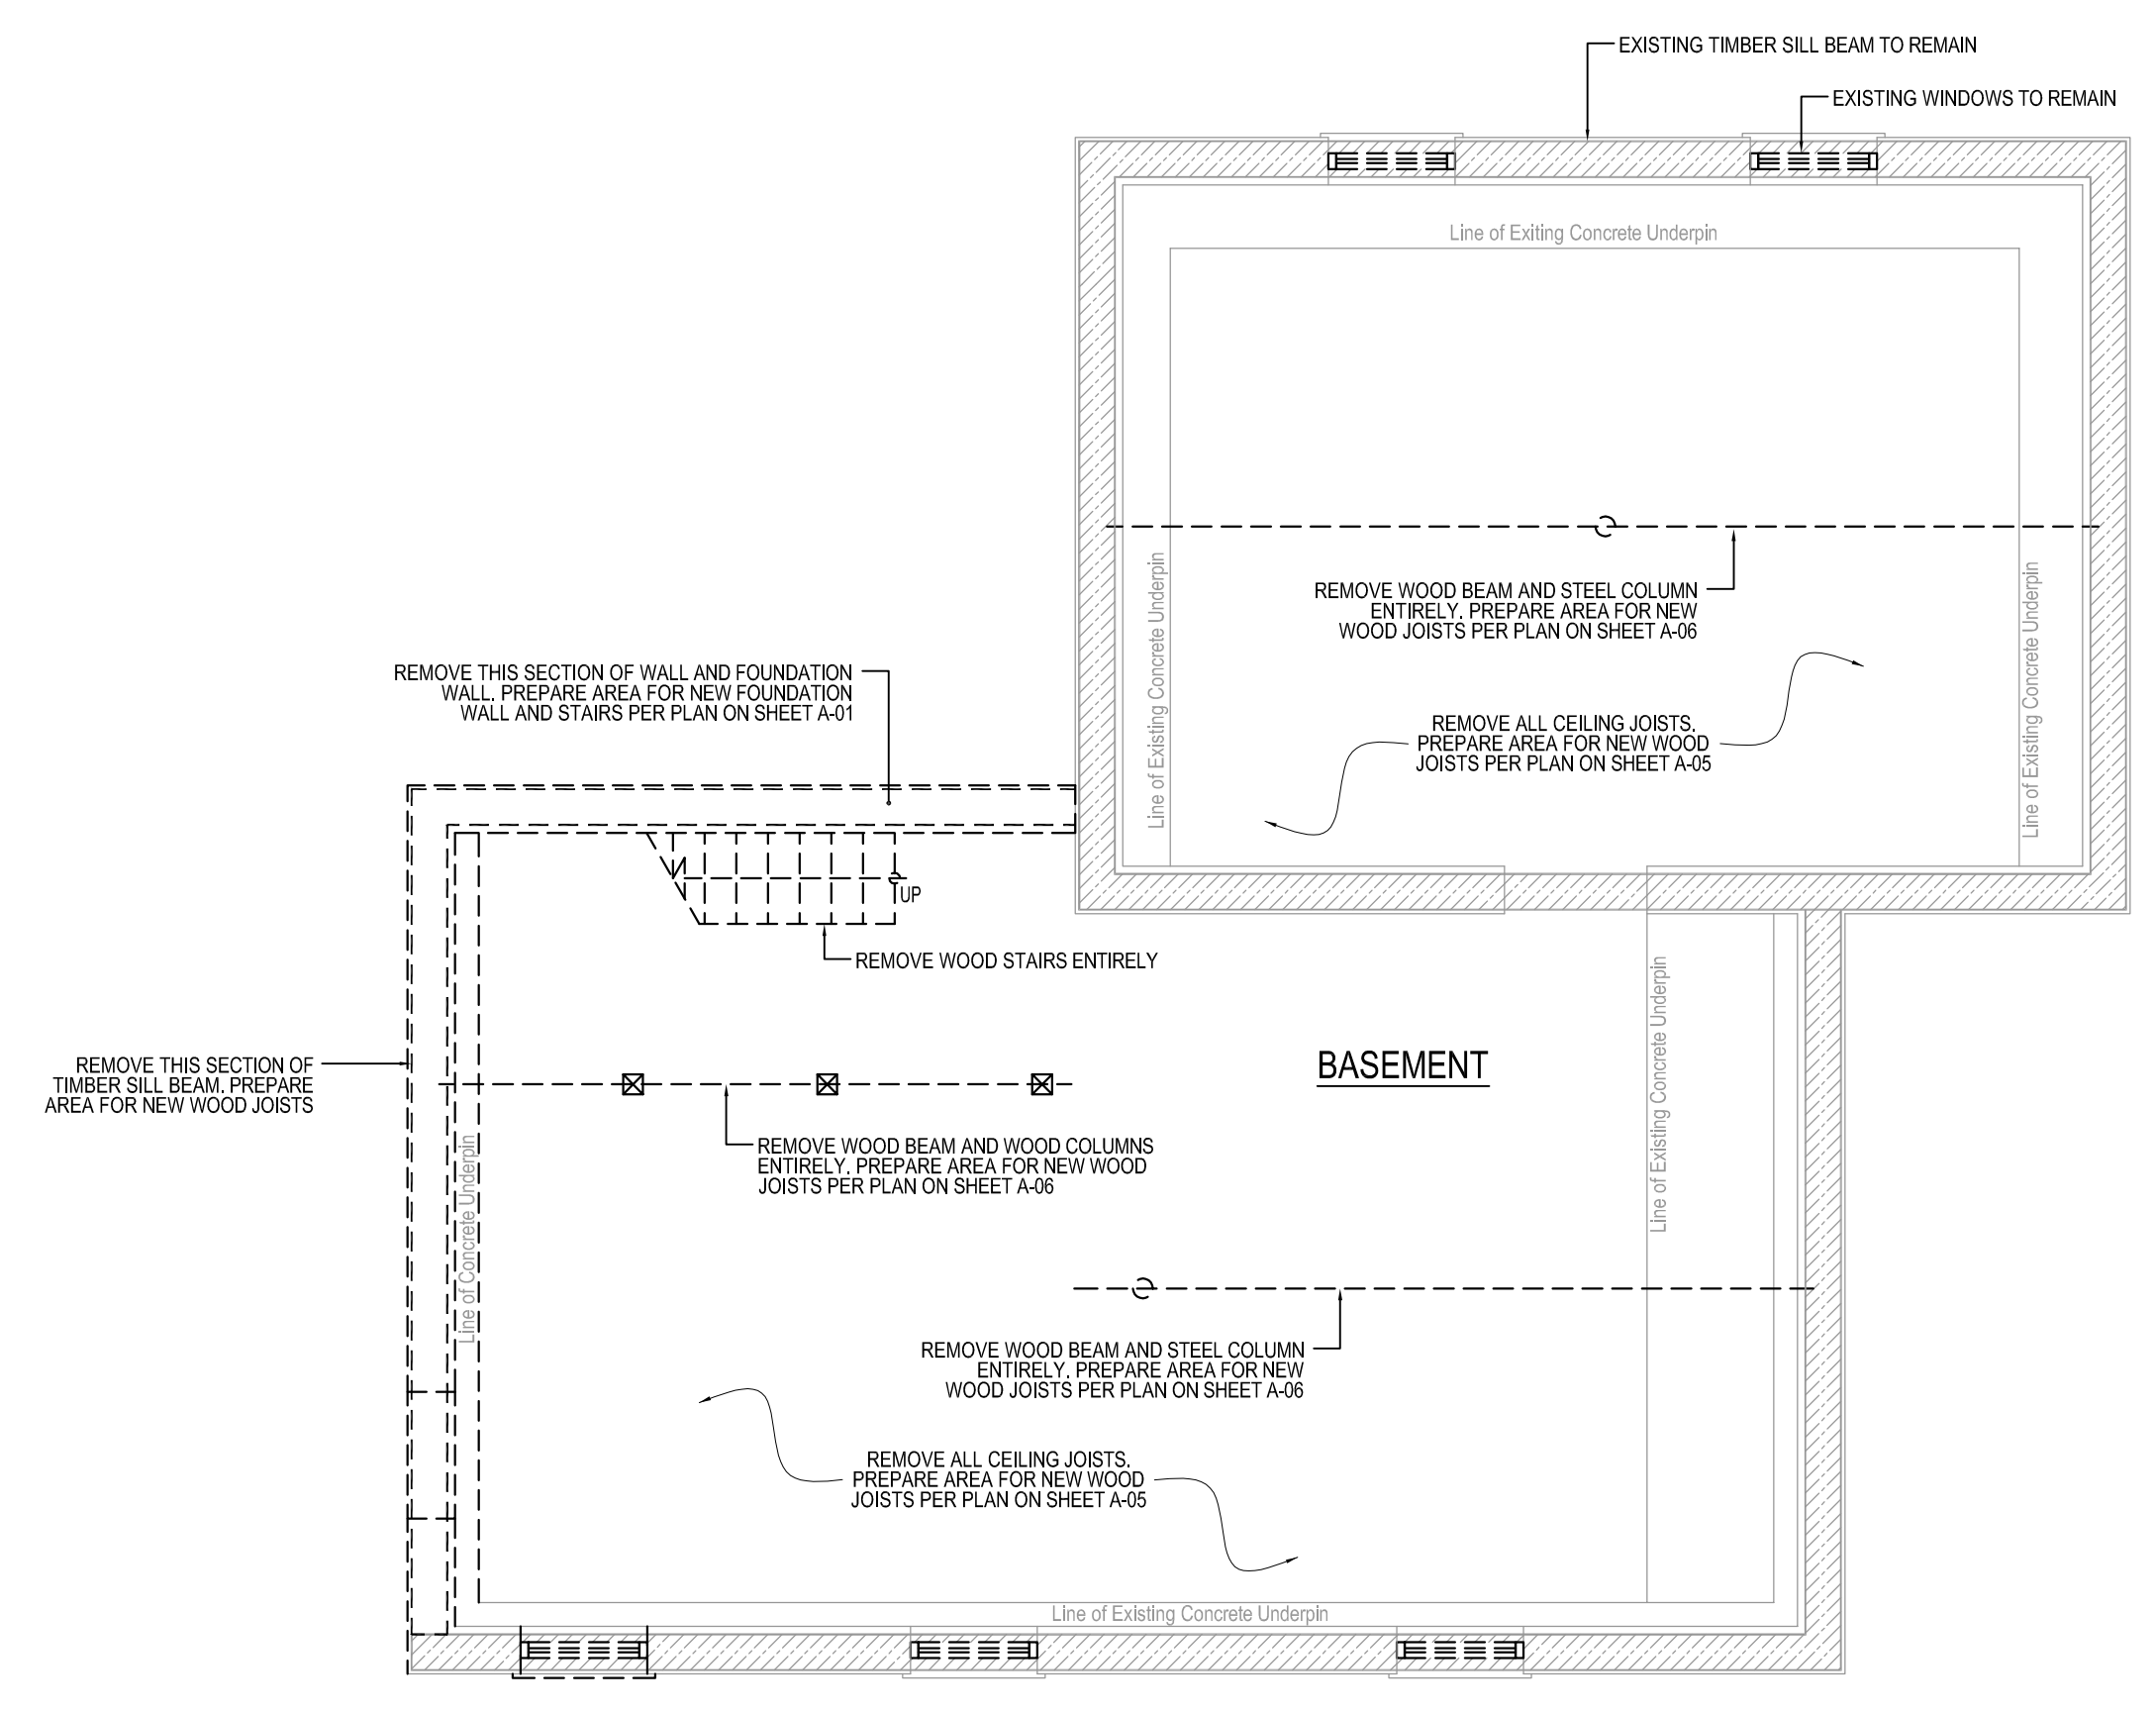 EXISTING TIMBER SILL BEAM TO REMAIN
EXISTING WINDOWS TO REMAIN
Line of Exiting Concrete Underpin
Line of Existing Concrete Underpin
Line of Existing Concrete Underpin
REMOVE WOOD BEAM AND STEEL COLUMN
ENTIRELY. PREPARE AREA FOR NEW
WOOD JOISTS PER PLAN ON SHEET A-06
REMOVE THIS SECTION OF WALL AND FOUNDATION
WALL. PREPARE AREA FOR NEW FOUNDATION
WALL AND STAIRS PER PLAN ON SHEET A-01
REMOVE ALL CEILING JOISTS.
PREPARE AREA FOR NEW WOOD
JOISTS PER PLAN ON SHEET A-05
UP
REMOVE WOOD STAIRS ENTIRELY
Line of Existing Concrete Underpin
BASEMENT
REMOVE THIS SECTION OF
TIMBER SILL BEAM. PREPARE
AREA FOR NEW WOOD JOISTS
REMOVE WOOD BEAM AND WOOD COLUMNS
ENTIRELY. PREPARE AREA FOR NEW WOOD
JOISTS PER PLAN ON SHEET A-06
Line of Concrete Underpin
REMOVE WOOD BEAM AND STEEL COLUMN
ENTIRELY. PREPARE AREA FOR NEW
WOOD JOISTS PER PLAN ON SHEET A-06
REMOVE ALL CEILING JOISTS.
PREPARE AREA FOR NEW WOOD
JOISTS PER PLAN ON SHEET A-05
Line of Existing Concrete Underpin